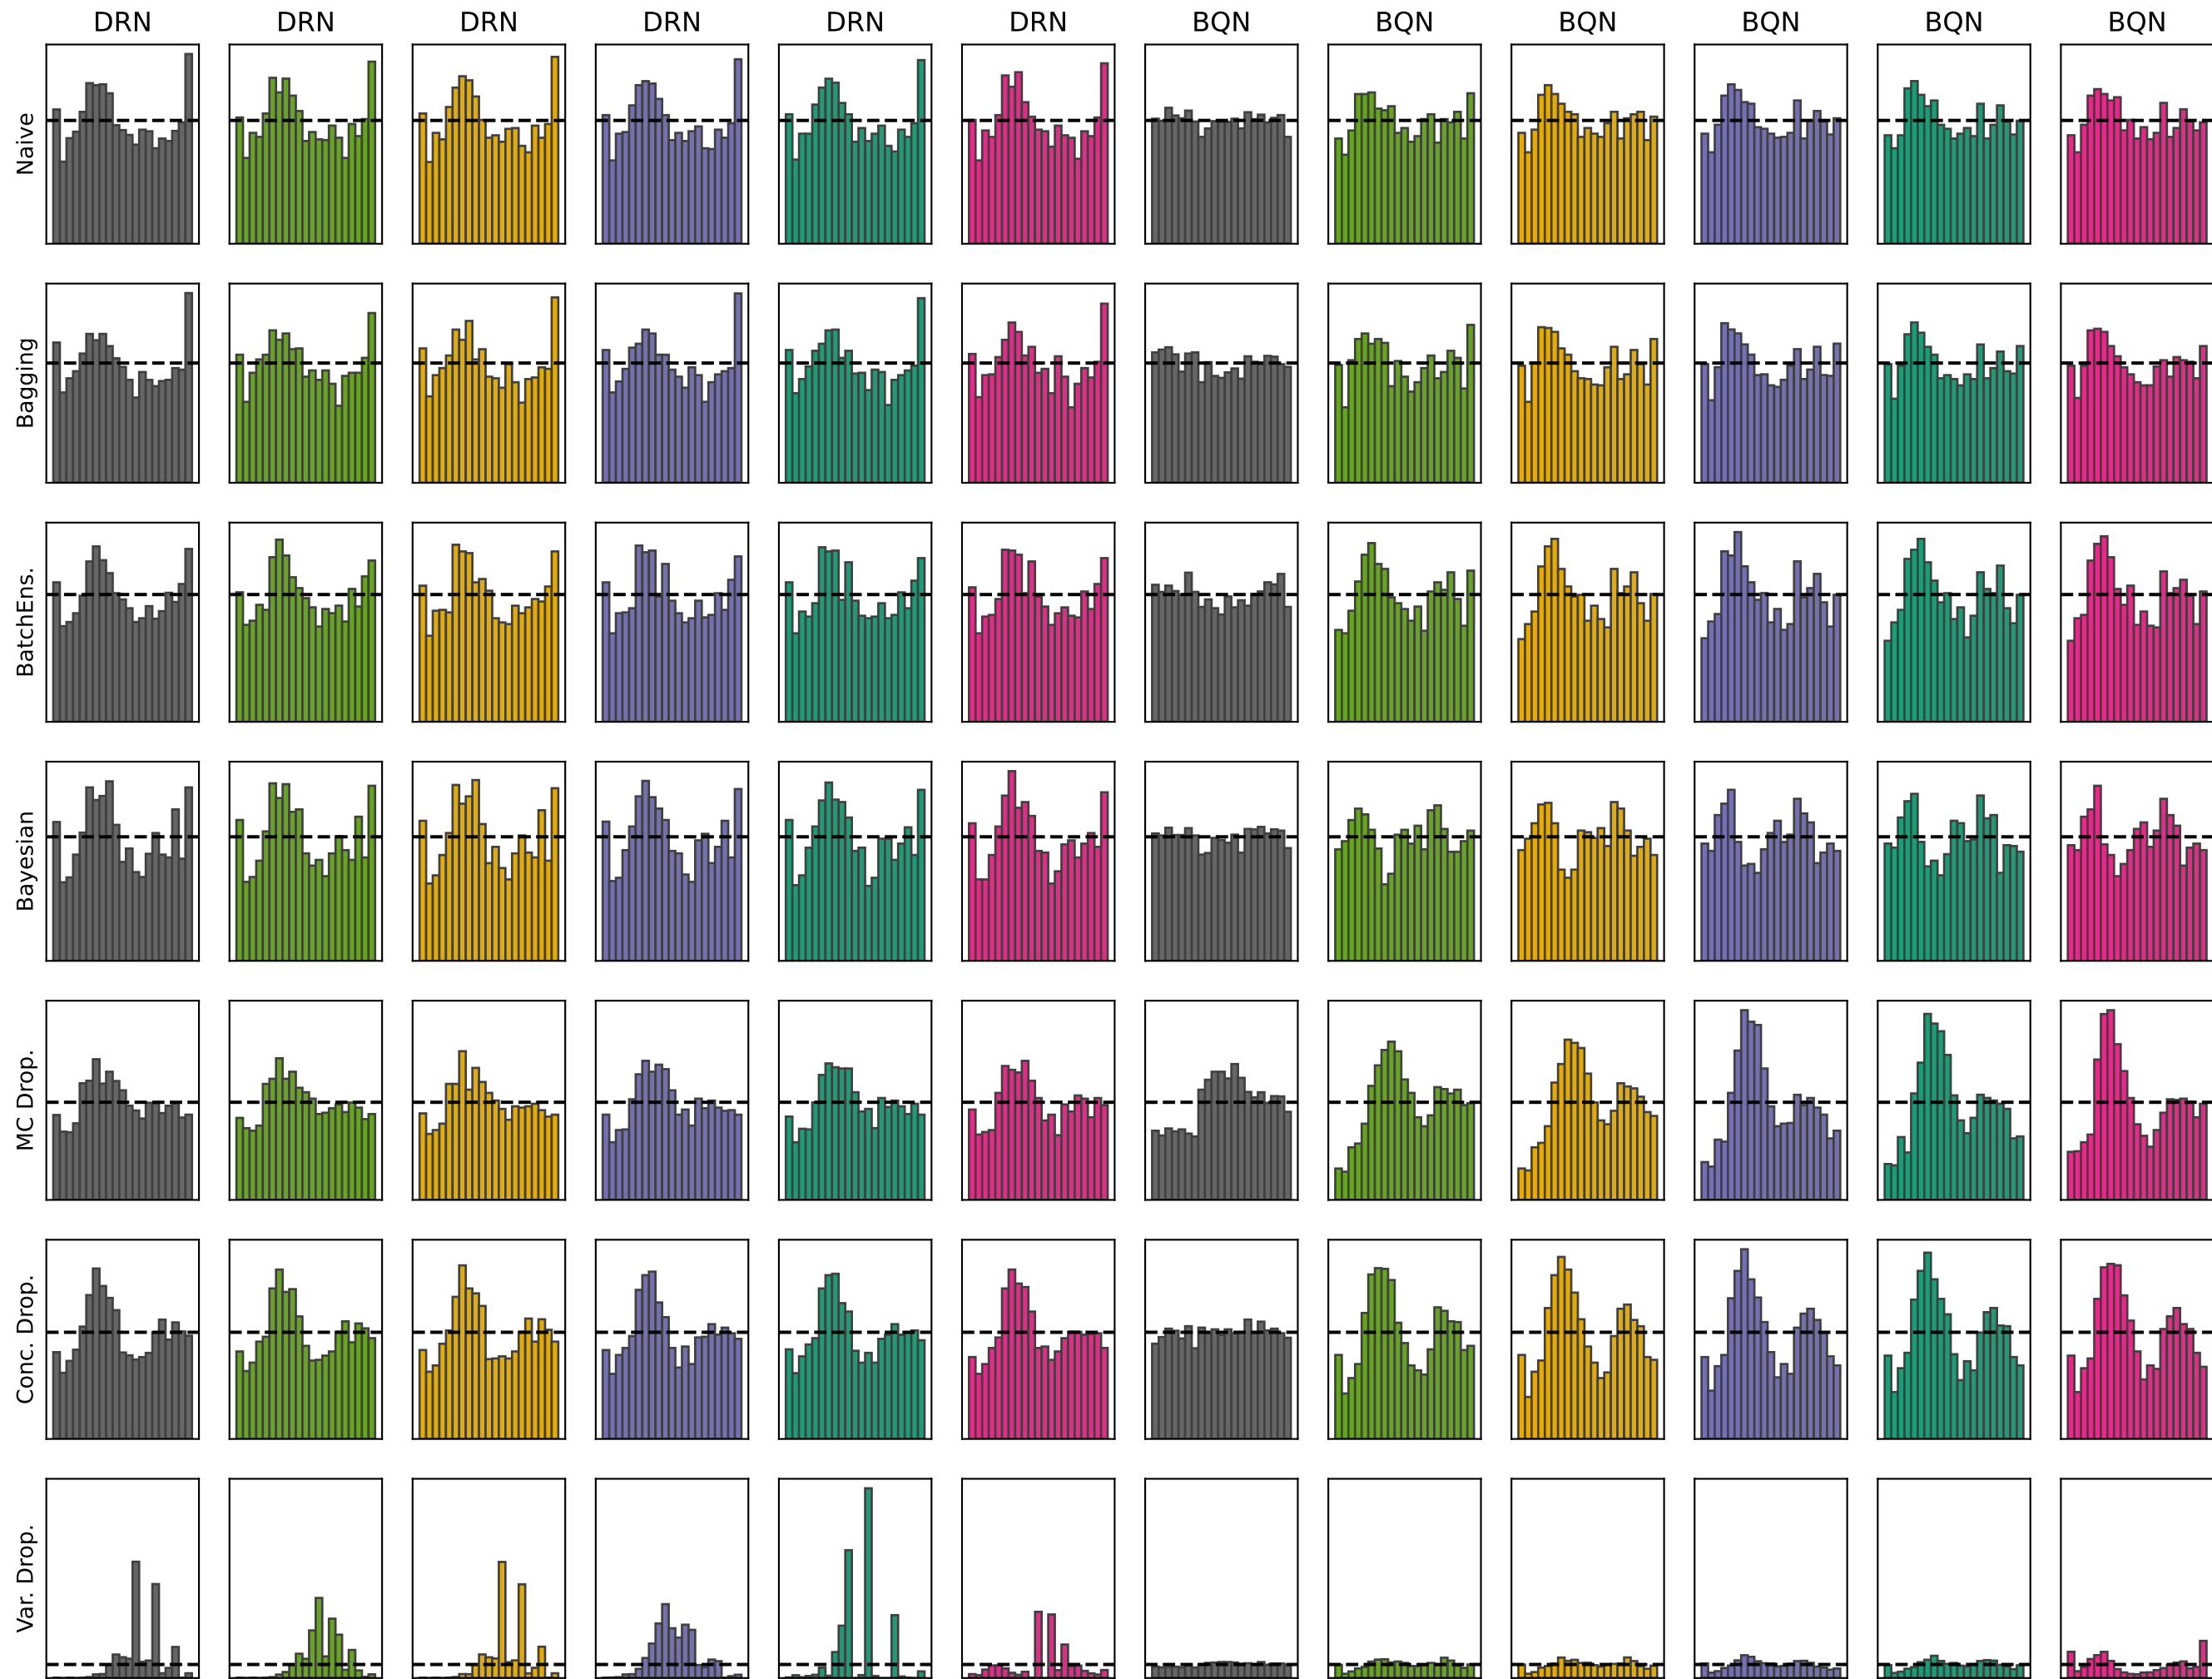 DRN DRN DRN DRN DRN DRN BQN BQN BQN BQN BQN BQN
Naive
Bagging
BatchEns.
Bayesian
MC Drop.
Conc. Drop.
Var. Drop.